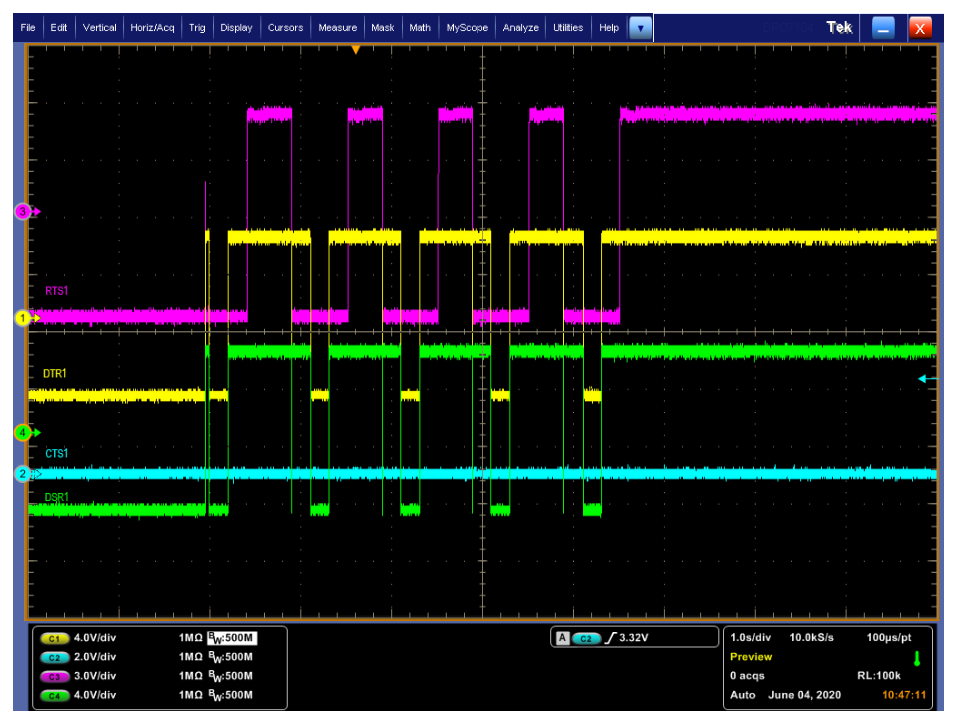 File Edit Vertical Horiz/Acq Trig Display Cursors Measure Mask Math MyScope Analyze Utilities Help Tek X
3
RTS1
1
DTR1
4
CTS1
2
DSR1
C1 4.0V/div 1MΩ BW:500M
C2 2.0V/div 1MΩ BW:500M
C3 3.0V/div 1MΩ BW:500M
C4 4.0V/div 1MΩ BW:500M
A C2 3.32V
1.0s/div 10.0kS/s 100µs/pt
Preview
0 acqs RL:100k
Auto June 04, 2020 10:47:11